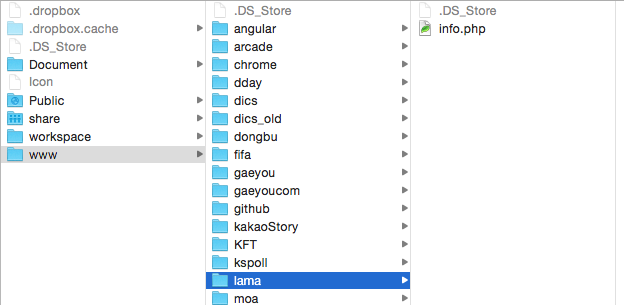 .dropbox
.dropbox.cache
.DS_Store
Document
Icon
Public
share
workspace
www
.DS_Store
angular
arcade
chrome
dday
dics
dics_old
dongbu
fifa
gaeyou
gaeyoucom
github
kakaoStory
KFT
kspoll
lama
moa
.DS_Store
info.php